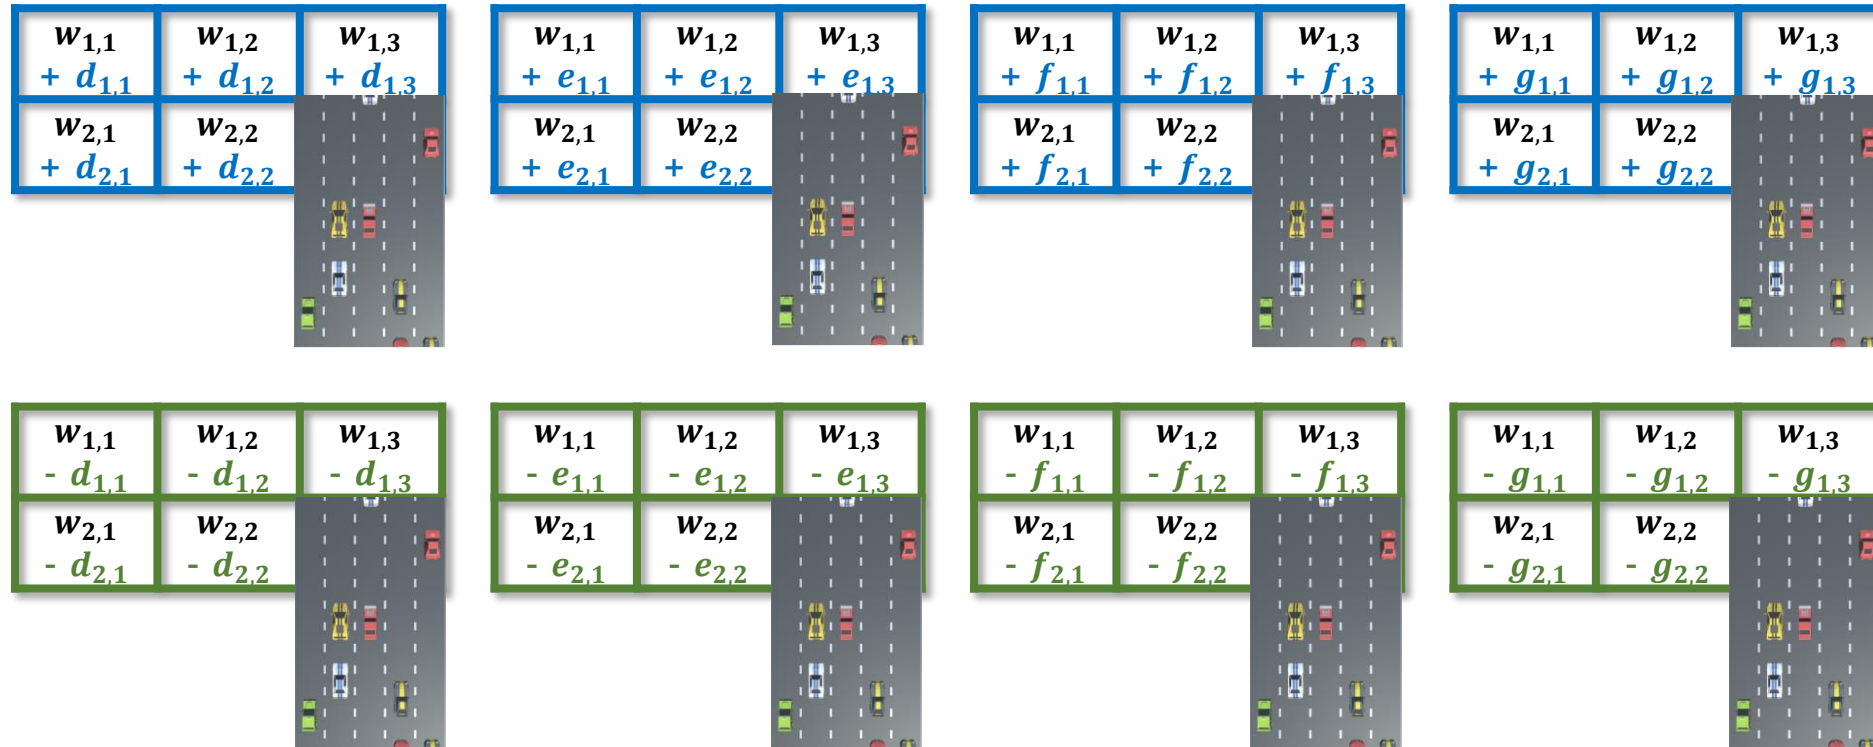 w1,1 w1,2 w1,3 w1,1 w1,2 w1,3 w1,1 w1,2 w1,3 w1,1 w1,2 w1,3
+ d1,1 + d1,2 + d1,3 + e1,1 + e1,2 + e1,3 + f1,1 + f1,2 + f1,3 + g1,1 + g1,2 + g1,3
w2,1 w2,2 w2,1 w2,2 w2,1 w2,2 w2,1 w2,2
+ d2,1 + d2,2 + e2,1 + e2,2 + f2,1 + f2,2 + g2,1 + g2,2
w1,1 w1,2 w1,3 w1,1 w1,2 w1,3 w1,1 w1,2 w1,3 w1,1 w1,2 w1,3
- d1,1 - d1,2 - d1,3 - e1,1 - e1,2 - e1,3 - f1,1 - f1,2 - f1,3 - g1,1 - g1,2 - g1,3
w2,1 w2,2 w2,1 w2,2 w2,1 w2,2 w2,1 w2,2
- d2,1 - d2,2 - e2,1 - e2,2 - f2,1 - f2,2 - g2,1 - g2,2